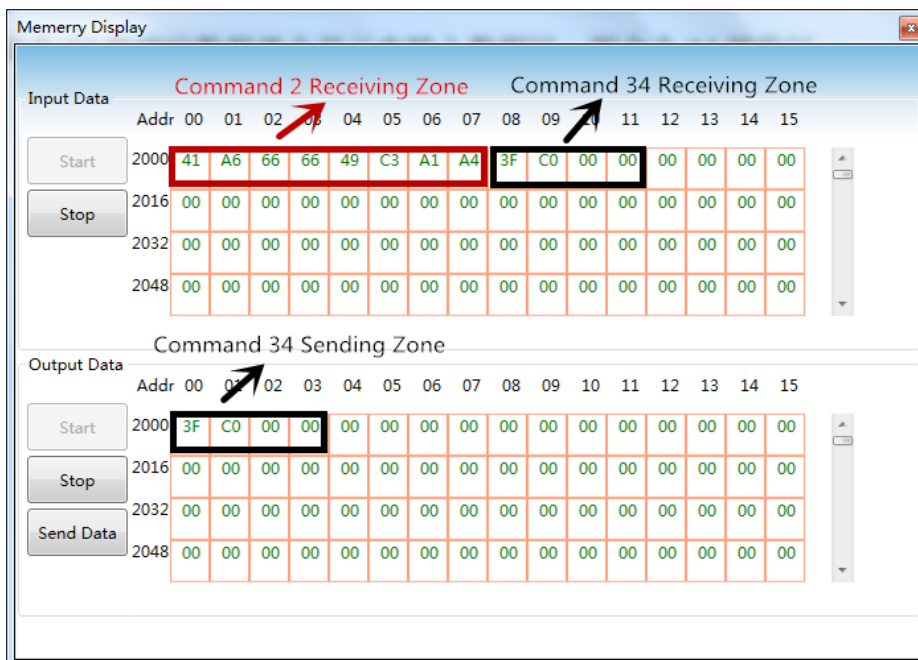 Memerry Display
Command 2 Receiving Zone Command 34 Receiving Zone
Input Data
Addr 00 01 02 03 04 05 06 07 08 09 10 11 12 13 14 15
Start 2000 41 A6 66 66 49 C3 A1 A4 3F C0 00 00 00 00 00 00
Stop 2016 00 00 00 00 00 00 00 00 00 00 00 00 00 00 00 00
2032 00 00 00 00 00 00 00 00 00 00 00 00 00 00 00 00
2048 00 00 00 00 00 00 00 00 00 00 00 00 00 00 00 00
Command 34 Sending Zone
Output Data
Addr 00 01 02 03 04 05 06 07 08 09 10 11 12 13 14 15
Start 2000 3F C0 00 00 00 00 00 00 00 00 00 00 00 00 00 00
Stop 2016 00 00 00 00 00 00 00 00 00 00 00 00 00 00 00 00
Send Data 2032 00 00 00 00 00 00 00 00 00 00 00 00 00 00 00 00
2048 00 00 00 00 00 00 00 00 00 00 00 00 00 00 00 00